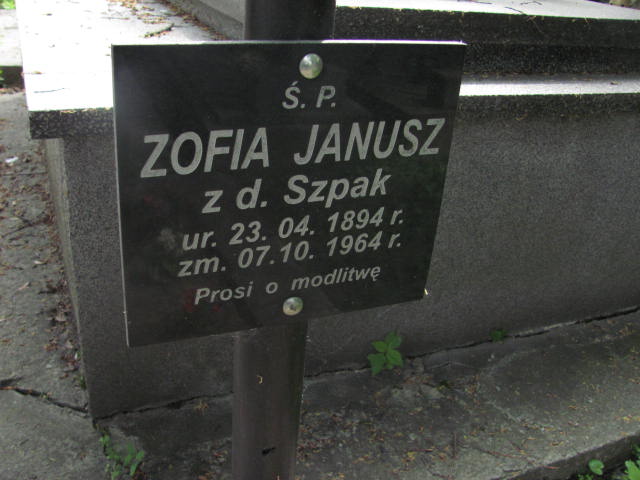 Ś. P.
ZOFIA JANUSZ
z d. Szpak
ur. 23. 04. 1894 r.
zm. 07.10. 1964 r.
Prosi o modlitwę